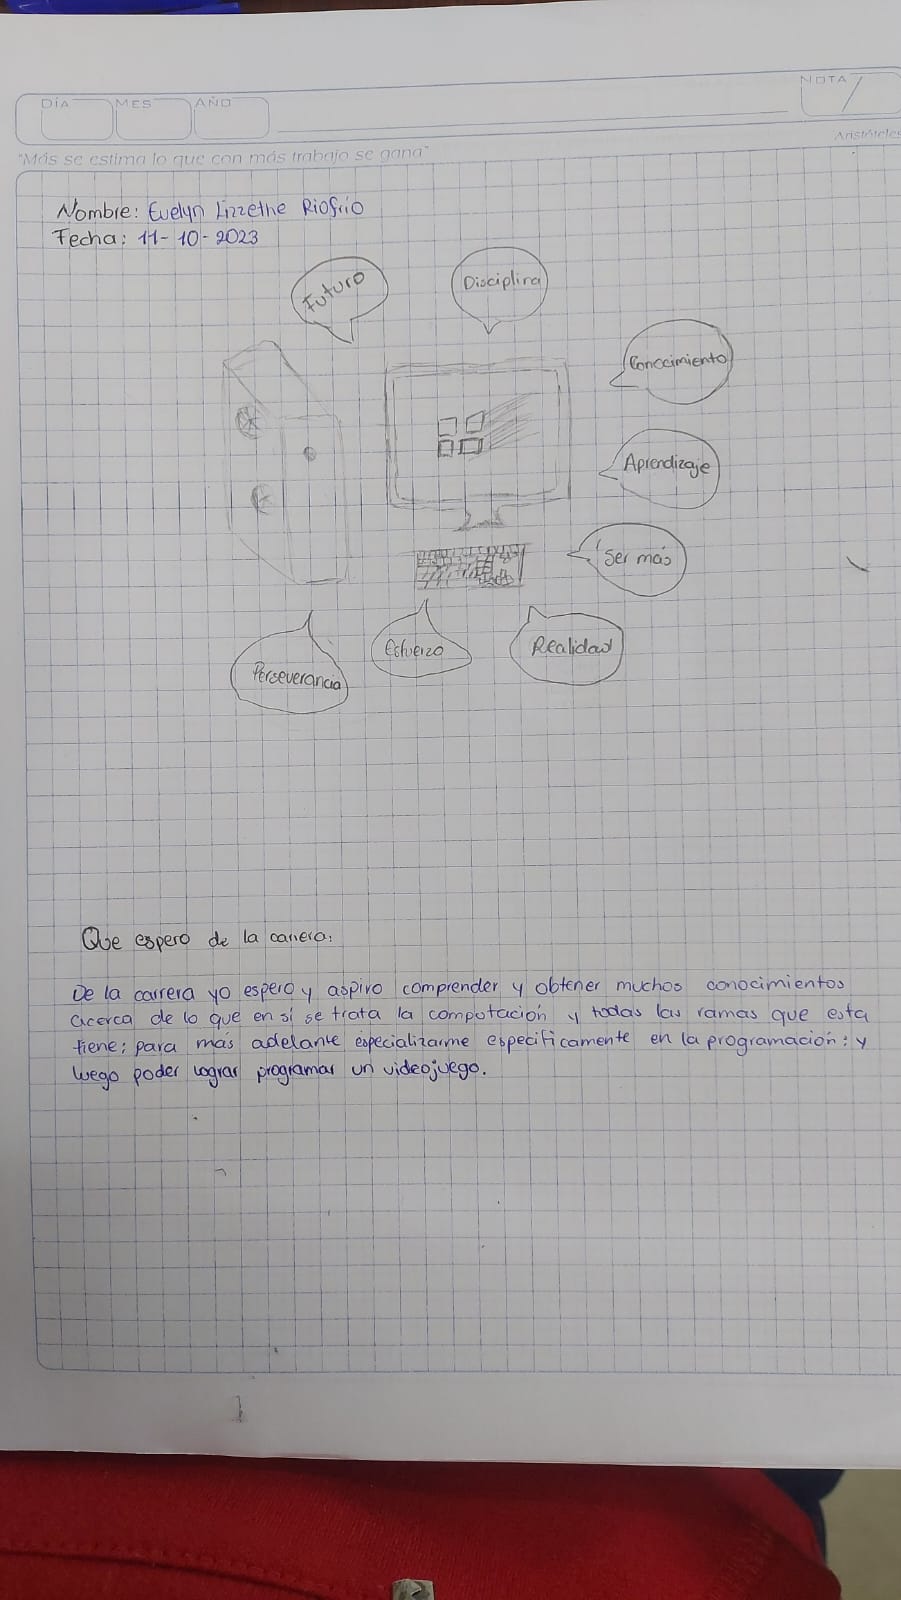 DÍA MES AÑO NOTA
Aristóteles
"Más se estima lo que con más trabajo se gana"
Nombre: Evelyn Lizzethe Riofrío
Fecha: 11-10-2023
Futuro
Disciplina
Conocimiento
Aprendizaje
Ser más
Perseverancia
Esfuerzo
Realidad
Que espero de la carrera:
De la carrera yo espero y aspiro comprender y obtener muchos conocimientos
acerca de lo que en sí se trata la computación y todas las ramas que esta
tiene; para más adelante especializarme especificamente en la programación; y
luego poder lograr programar un videojuego.
1